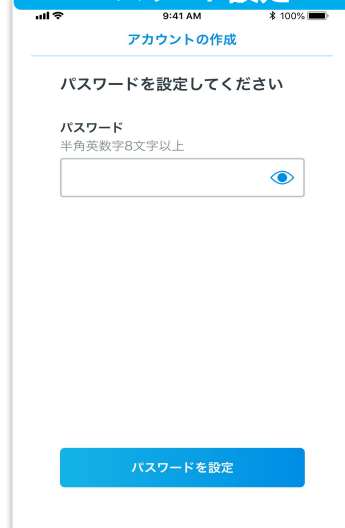 9:41 AM 100%
アカウントの作成
パスワードを設定してください
パスワード
半角英数字8文字以上
パスワードを設定